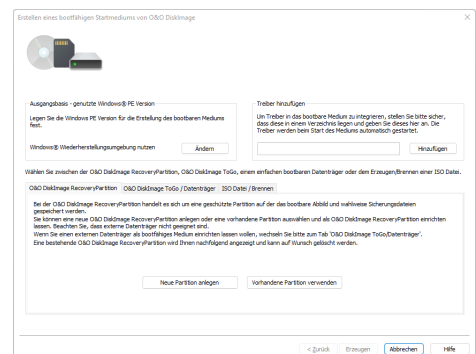 Erstellen eines bootfähigen Startmediums von O&O DiskImage
Ausgangsbasis - genutzte Windows® PE Version
Legen Sie die Windows PE Version für die Erstellung des bootbaren Mediums
fest.
Windows® Wiederherstellungsumgebung nutzen
Ändern
Treiber hinzufügen
Um Treiber in das bootbare Medium zu integrieren, stellen Sie bitte sicher,
dass diese in einem Verzeichnis liegen und geben Sie dieses hier an. Die
Treiber werden beim Start des Mediums automatisch gestartet.
Hinzufügen
Wählen Sie zwischen der O&O DiskImage RecoveryPartition, O&O DiskImage ToGo, einem einfachen bootbaren Datenträger oder dem Erzeugen/Brennen einer ISO Datei.
O&O DiskImage RecoveryPartition O&O DiskImage ToGo / Datenträger ISO Datei / Brennen
Bei der O&O DiskImage RecoveryPartition handelt es sich um eine geschützte Partition auf der das bootbare Abbild und wahlweise Sicherungsdateien
gespeichert werden.
Sie können eine neue O&O DiskImage RecoveryPartition anlegen oder eine vorhandene Partition auswählen und als O&O DiskImage RecoveryPartition einrichten
lassen. Beachten Sie, dass externe Datenträger nicht geeignet sind.
Wenn Sie einen externen Datenträger als bootfähiges Medium einrichten lassen wollen, wechseln Sie bitte zum Tab 'O&O DiskImage ToGo/Datenträger'.
Eine bestehende O&O DiskImage RecoveryPartition wird Ihnen nachfolgend angezeigt und kann auf Wunsch gelöscht werden.
Neue Partition anlegen Vorhandene Partition verwenden
< Zurück Erzeugen Abbrechen Hilfe